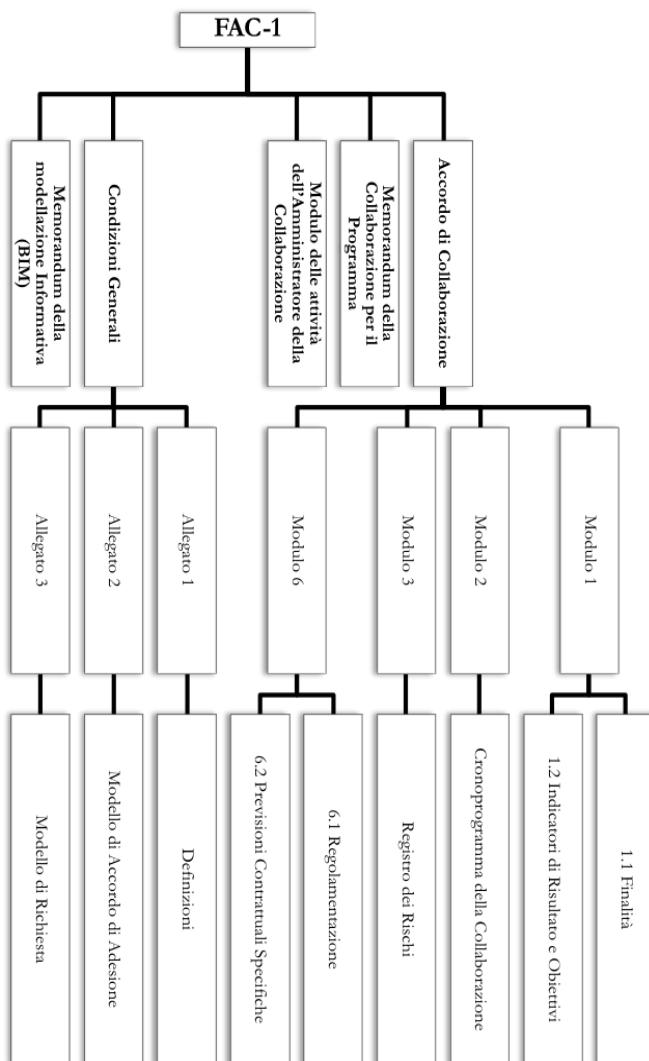 FAC-1
Accordo di Collaborazione
Memorandum della
Collaborazione per il
Programma
Modulo delle attività
dell'Amministratore della
Collaborazione
Condizioni Generali
Memorandum della
modellazione Informativa
(BIM)
Modulo 1
Modulo 2
Modulo 3
Modulo 6
Allegato 1
Allegato 2
Allegato 3
1.1 Finalità
1.2 Indicatori di Risultato e Obiettivi
Cronoprogramma della Collaborazione
Registro dei Rischi
6.1 Regolamentazione
6.2 Previsioni Contrattuali Specifiche
Definizioni
Modello di Accordo di Adesione
Modello di Richiesta